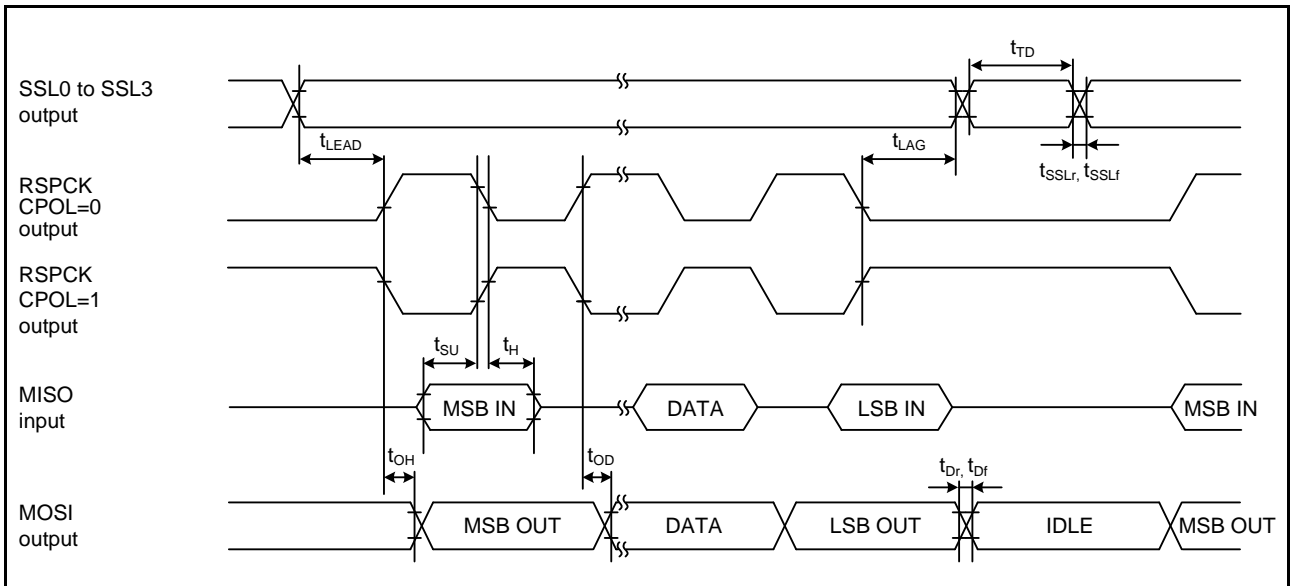 SSL0 to SSL3
output
tTD
tLEAD
tLAG
tSSLr, tSSLf
RSPCK
CPOL=0
output
RSPCK
CPOL=1
output
tSU
tH
MISO
input
MSB IN
DATA
LSB IN
MSB IN
tOH
tOD
tDr, tDf
MOSI
output
MSB OUT
DATA
LSB OUT
IDLE
MSB OUT